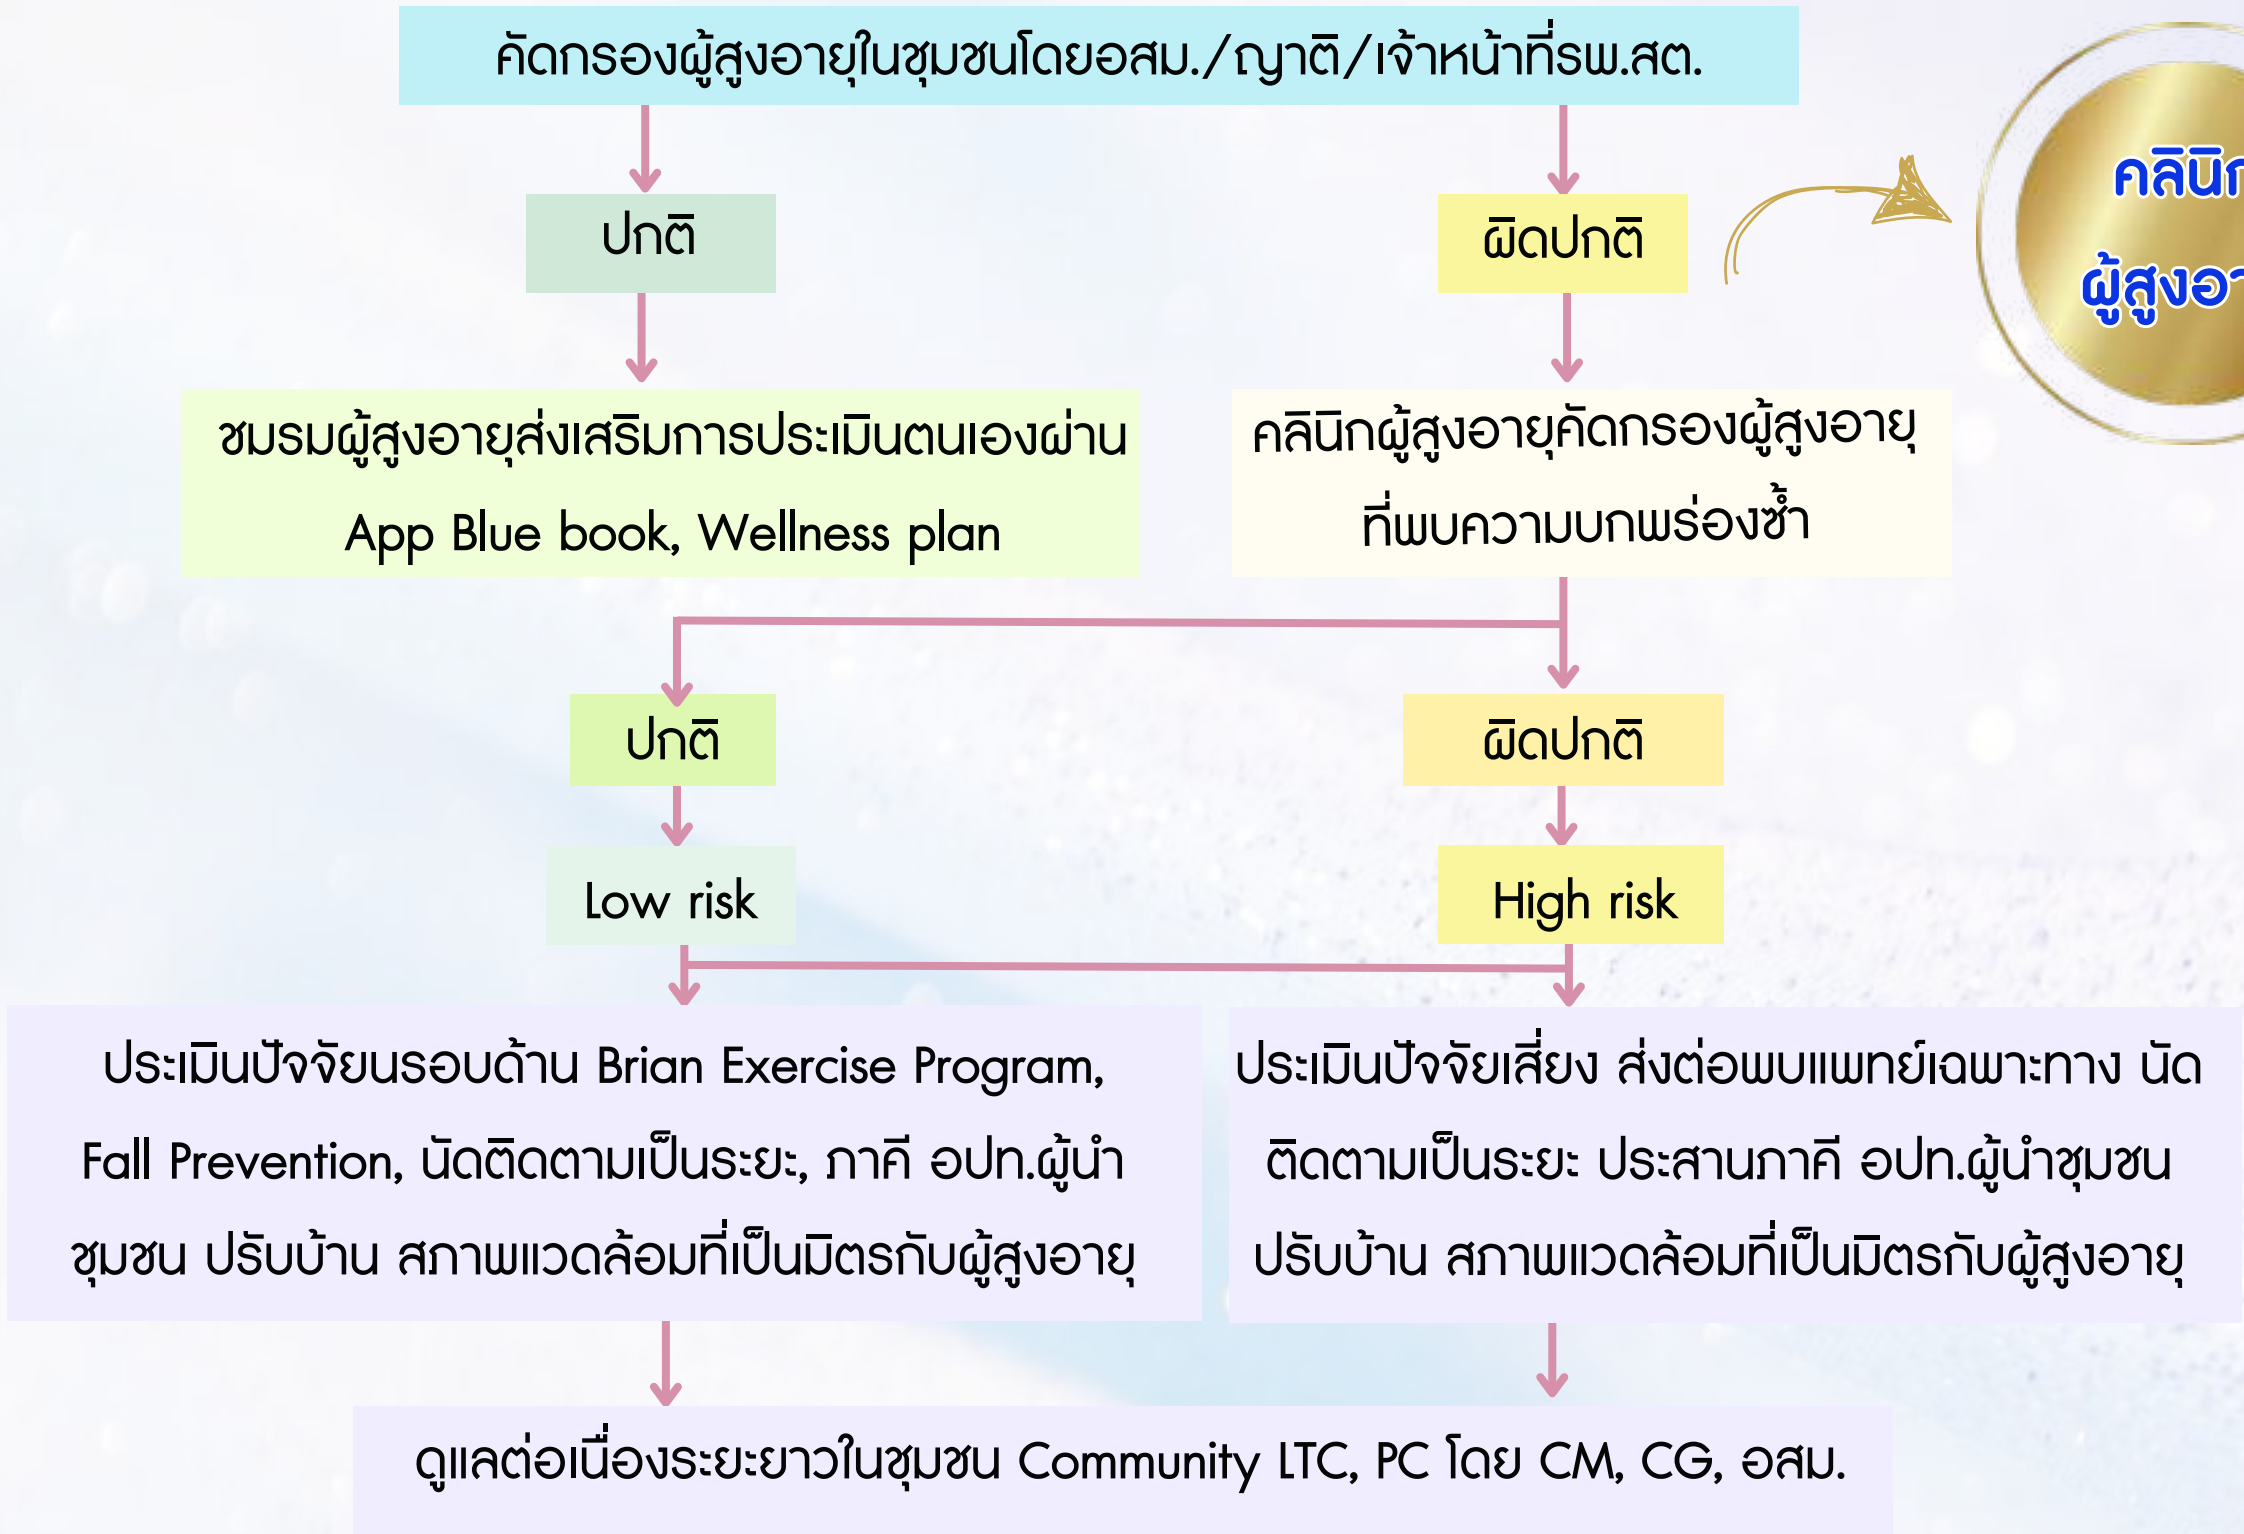 คัดกรองผู้สูงอายุในชุมชนโดยอสม./ญาติ/เจ้าหน้าที่รพ.สต.
ปกติ
ผิดปกติ
คลินิก
ผู้สูงอา
ชมรมผู้สูงอายุส่งเสริมการประเมินตนเองผ่าน
App Blue book, Wellness plan
คลินิกผู้สูงอายุคัดกรองผู้สูงอายุ
ที่พบความบกพร่องซ้ำ
ปกติ
ผิดปกติ
Low risk
High risk
ประเมินปัจจัยนรอบด้าน Brian Exercise Program,
Fall Prevention, นัดติดตามเป็นระยะ, ภาคี อปท.ผู้นำ
ชุมชน ปรับบ้าน สภาพแวดล้อมที่เป็นมิตรกับผู้สูงอายุ
ประเมินปัจจัยเสี่ยง ส่งต่อพบแพทย์เฉพาะทาง นัด
ติดตามเป็นระยะ ประสานภาคี อปท.ผู้นำชุมชน
ปรับบ้าน สภาพแวดล้อมที่เป็นมิตรกับผู้สูงอายุ
ดูแลต่อเนื่องระยะยาวในชุมชน Community LTC, PC โดย CM, CG, อสม.